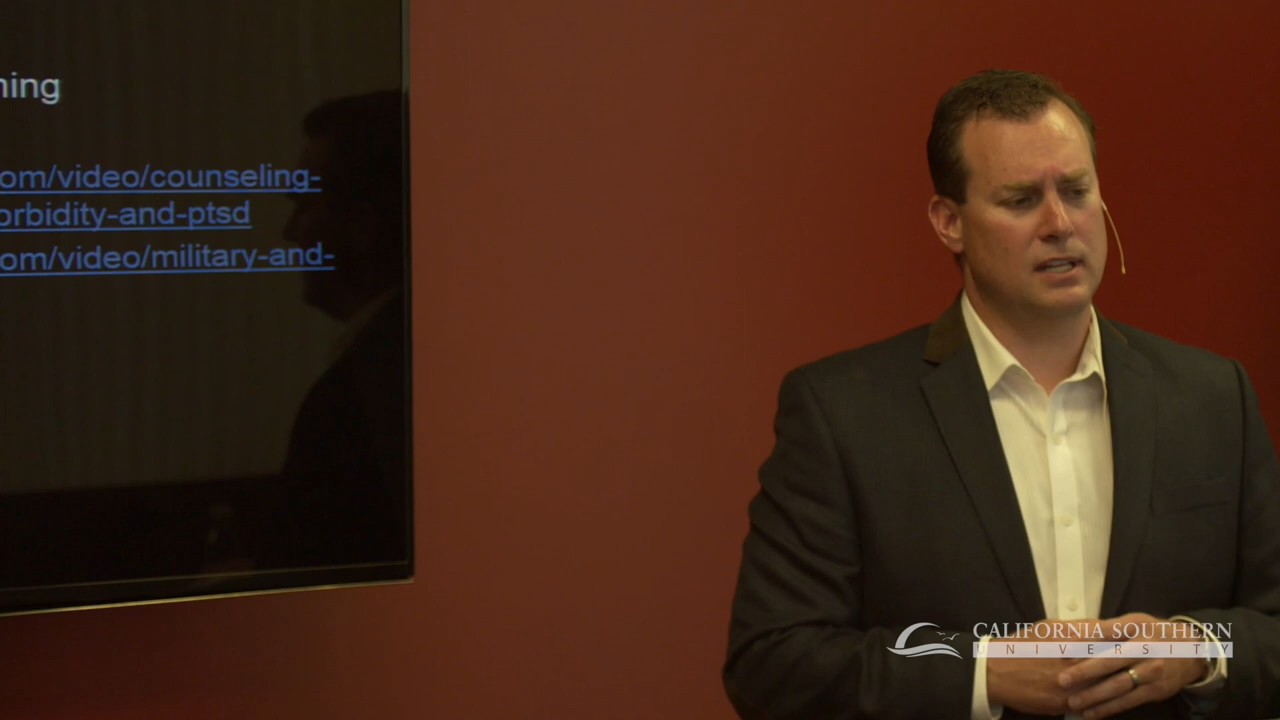 ning
om/video/counseling-
orbidity-and-ptsd
om/video/military-and-
CALIFORNIA SOUTHERN
UNIVERSITY